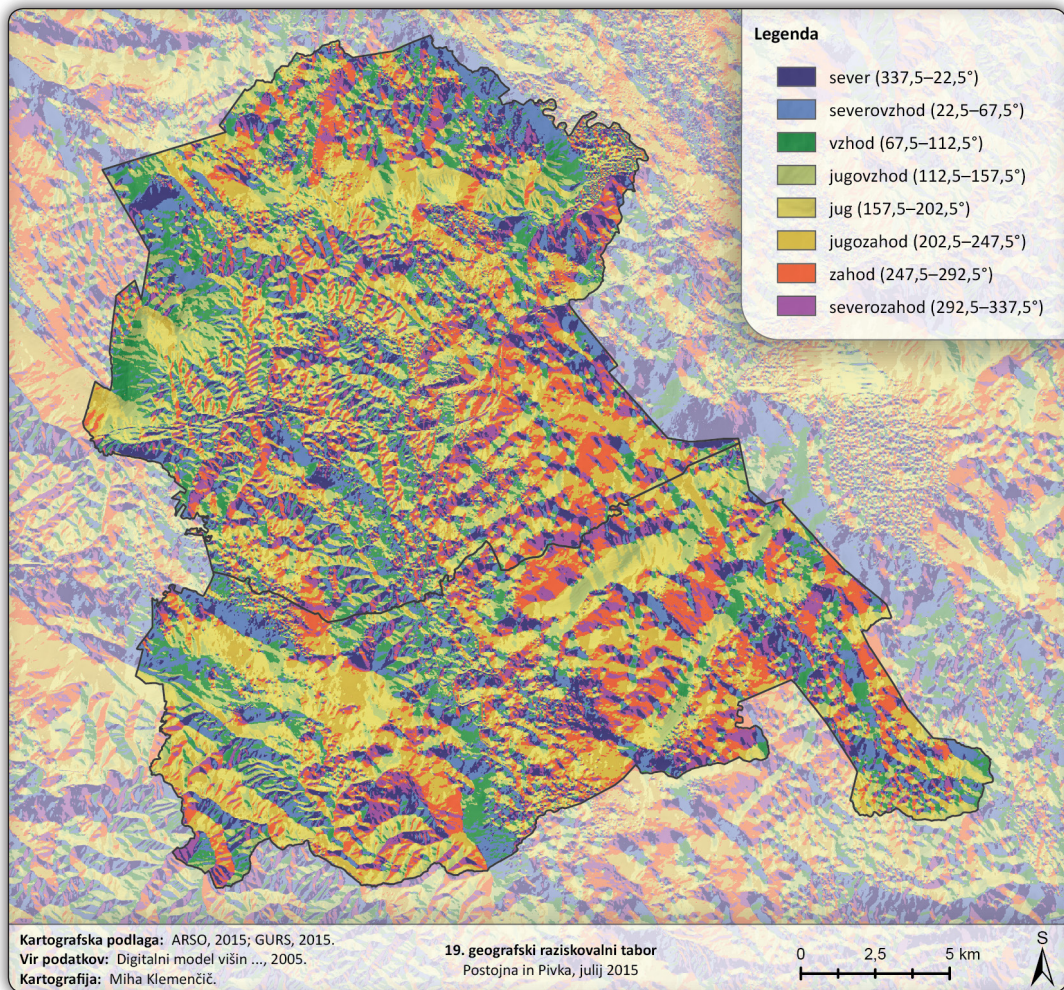 Legenda
sever (337,5–22,5°)
severovzhod (22,5–67,5°)
vzhod (67,5–112,5°)
jugovzhod (112,5–157,5°)
jug (157,5–202,5°)
jugozahod (202,5–247,5°)
zahod (247,5–292,5°)
severozahod (292,5–337,5°)
Kartografska podlaga: ARSO, 2015; GURS, 2015.
Vir podatkov: Digitalni model višin ..., 2005.
Kartografija: Miha Klemenčič.
19. geografski raziskovalni tabor
Postojna in Pivka, julij 2015
0 2,5 5 km
S